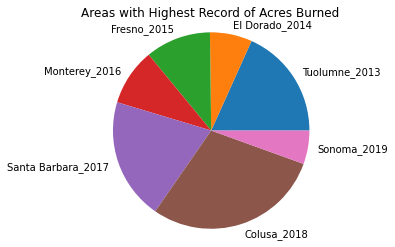 Areas with Highest Record of Acres Burned
Fresno_2015
El Dorado_2014
Monterey_2016
Tuolumne_2013
Santa Barbara_2017
Sonoma_2019
Colusa_2018